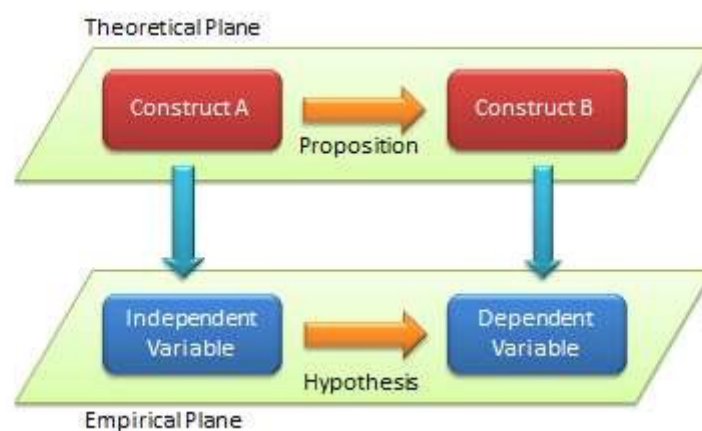 Theoretical Plane
Construct A
Construct B
Proposition
Independent
Variable
Dependent
Variable
Hypothesis
Empirical Plane